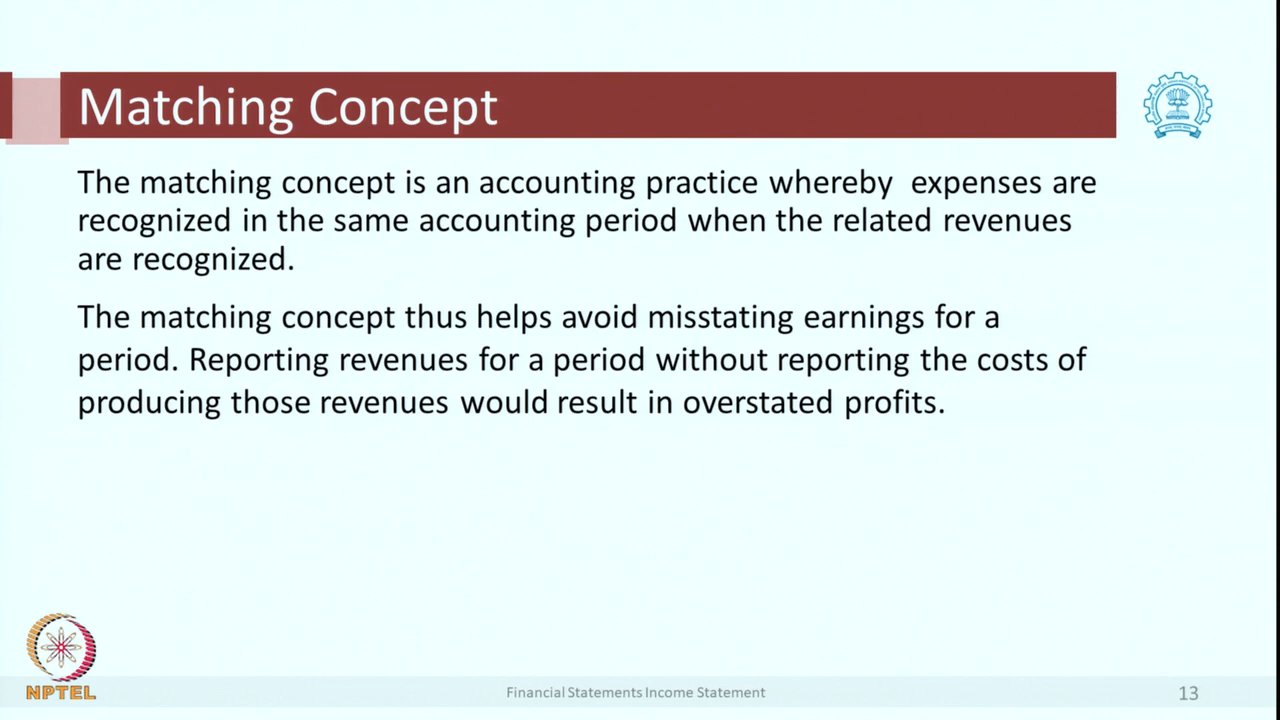 Matching Concept
The matching concept is an accounting practice whereby expenses are
recognized in the same accounting period when the related revenues
are recognized.
The matching concept thus helps avoid misstating earnings for a
period. Reporting revenues for a period without reporting the costs of
producing those revenues would result in overstated profits.
NPTEL
Financial Statements Income Statement
13